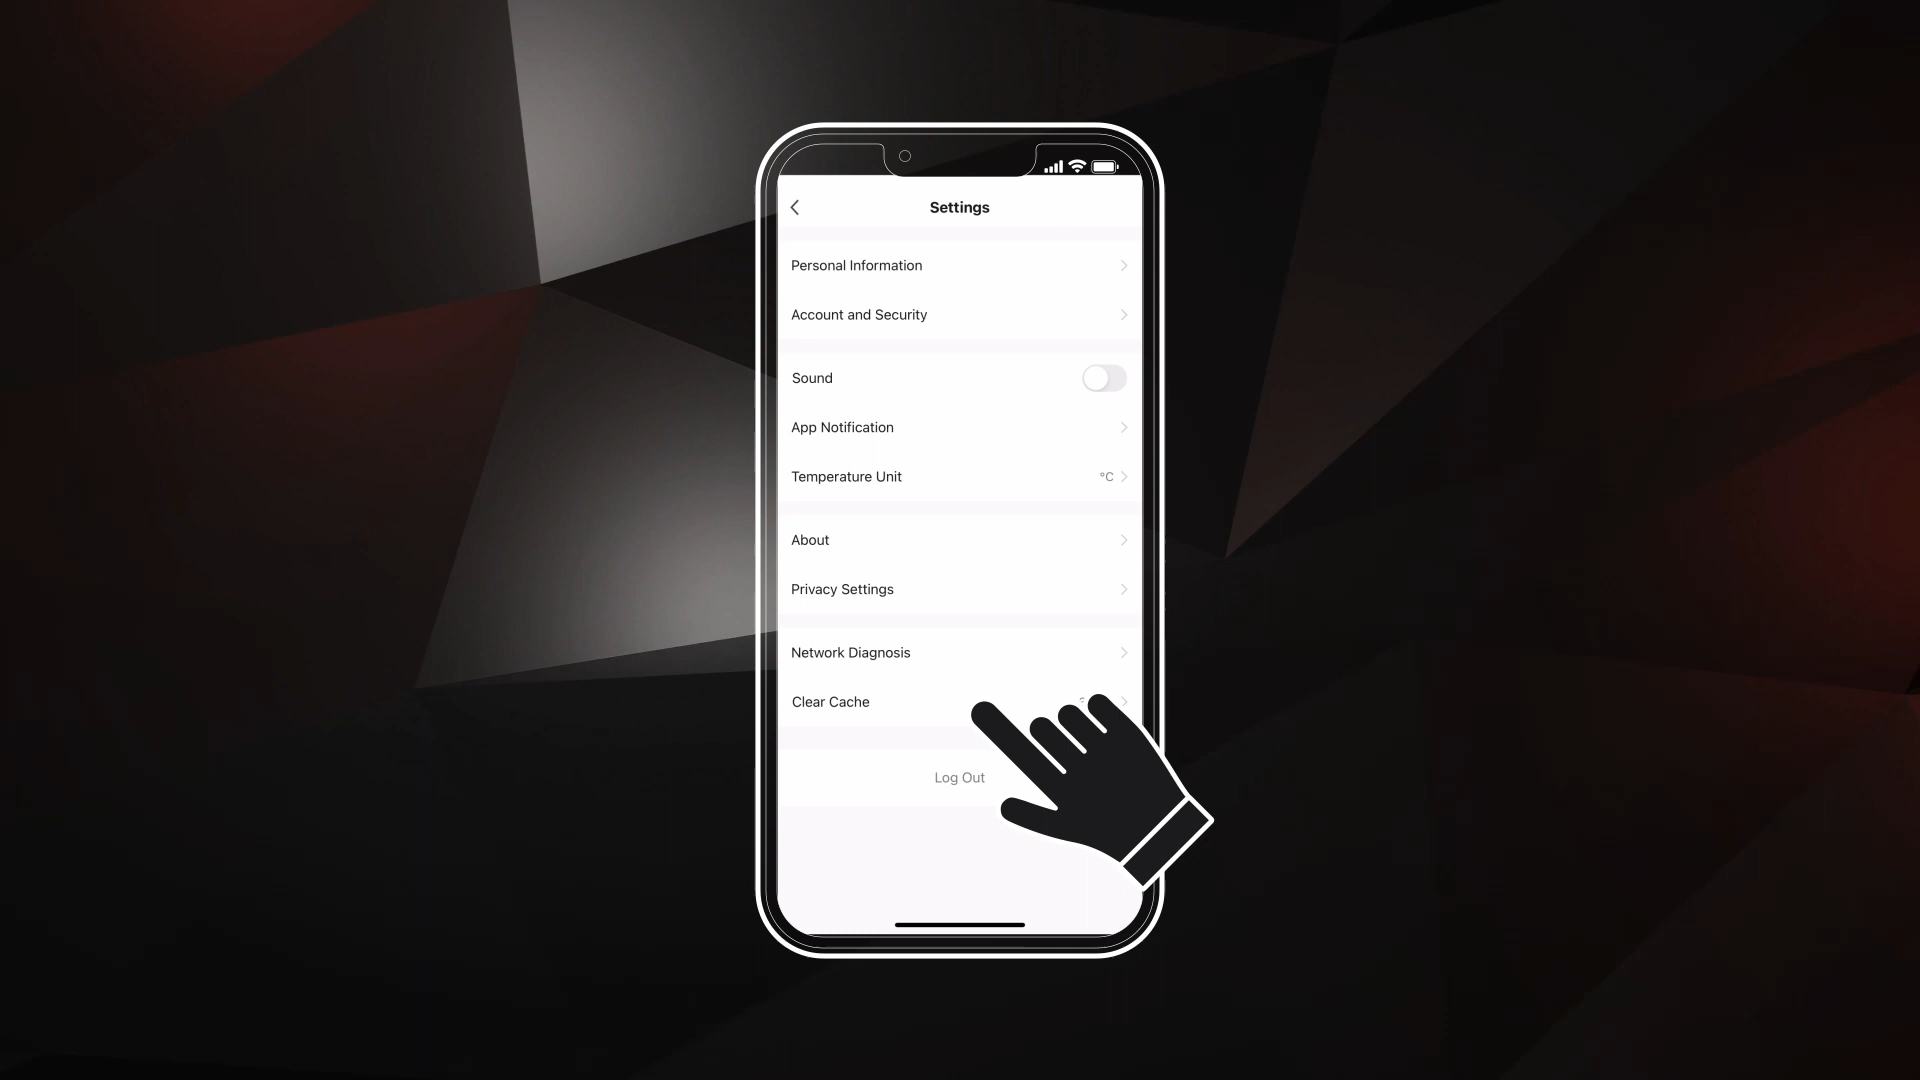 Settings
Personal Information
Account and Security
Sound
App Notification
Temperature Unit °C
About
Privacy Settings
Network Diagnosis
Clear Cache
Log Out